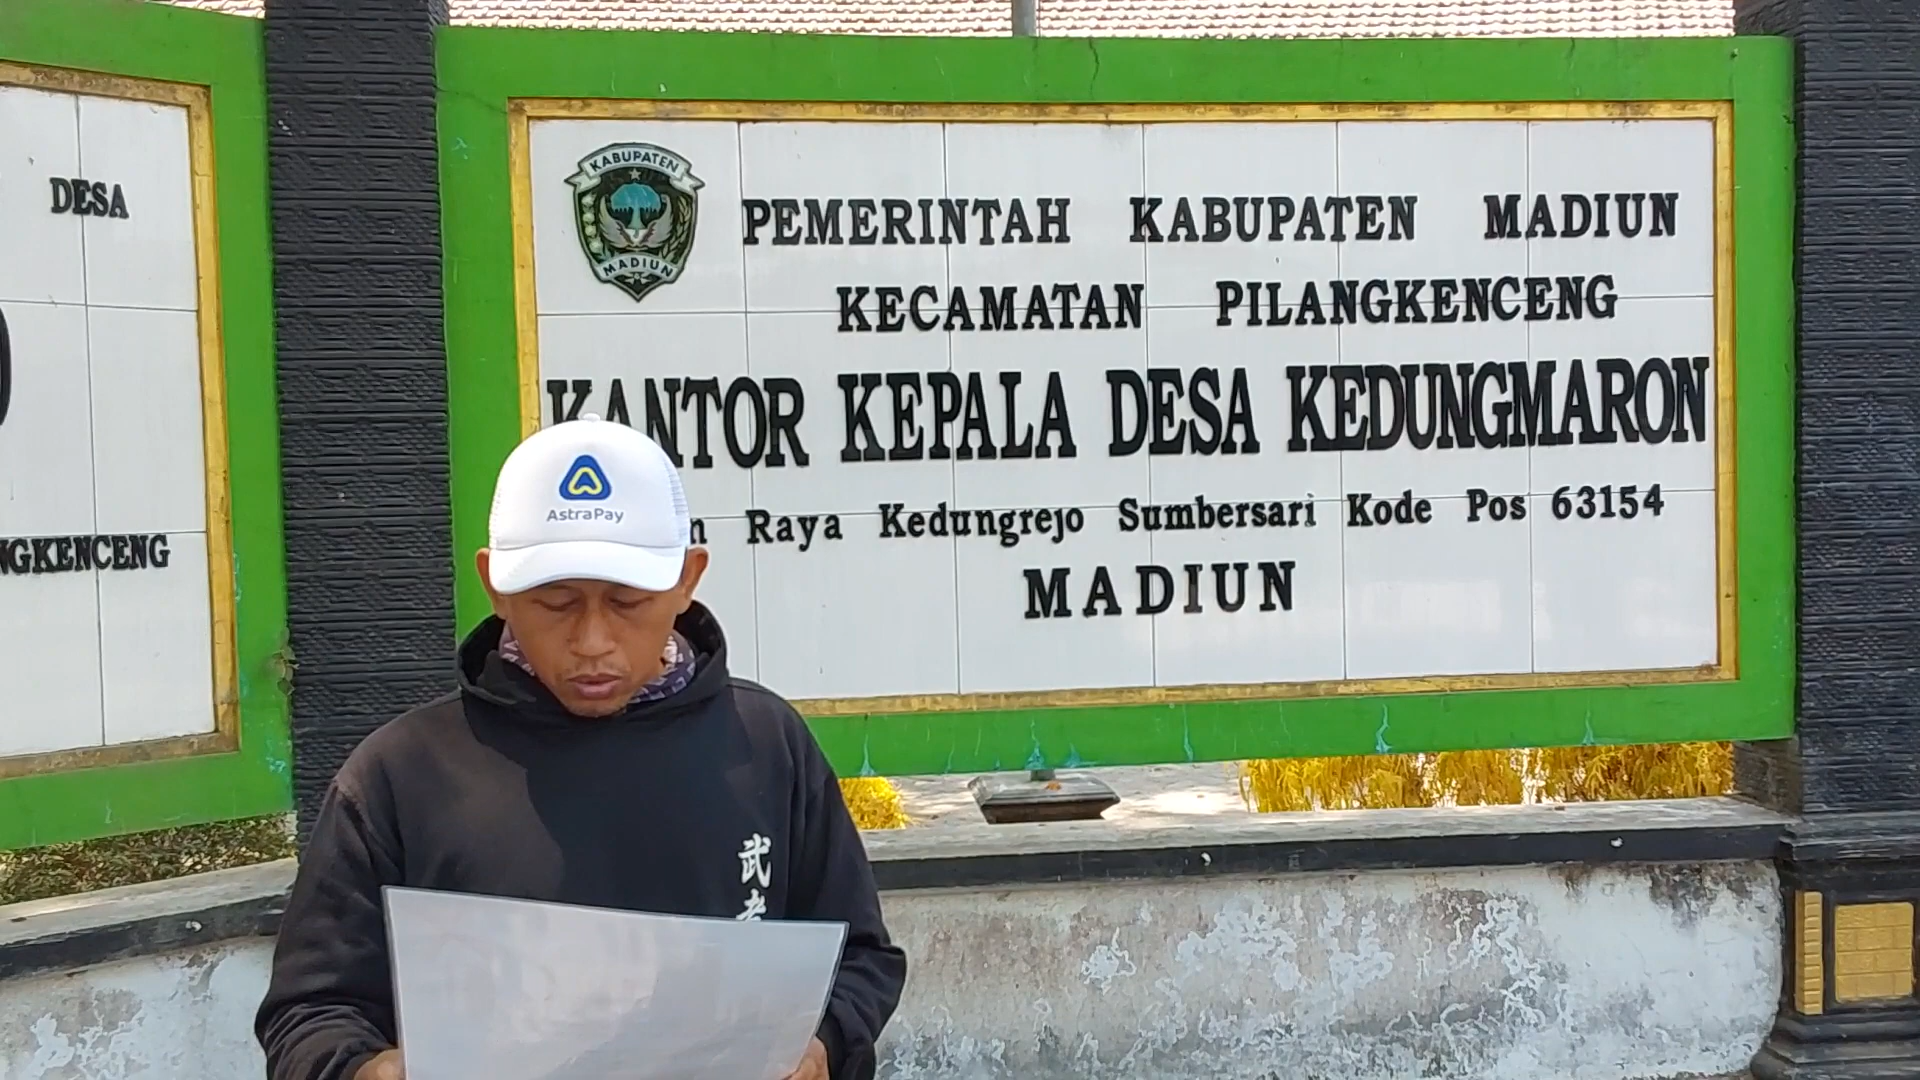 DESA
NGKENCENG
KABUPATEN
MADIUN
PEMERINTAH KABUPATEN MADIUN
KECAMATAN PILANGKENCENG
KANTOR KEPALA DESA KEDUNGMARON
Raya Kedungrejo Sumbersari Kode Pos 63154
MADIUN
AstraPay
武